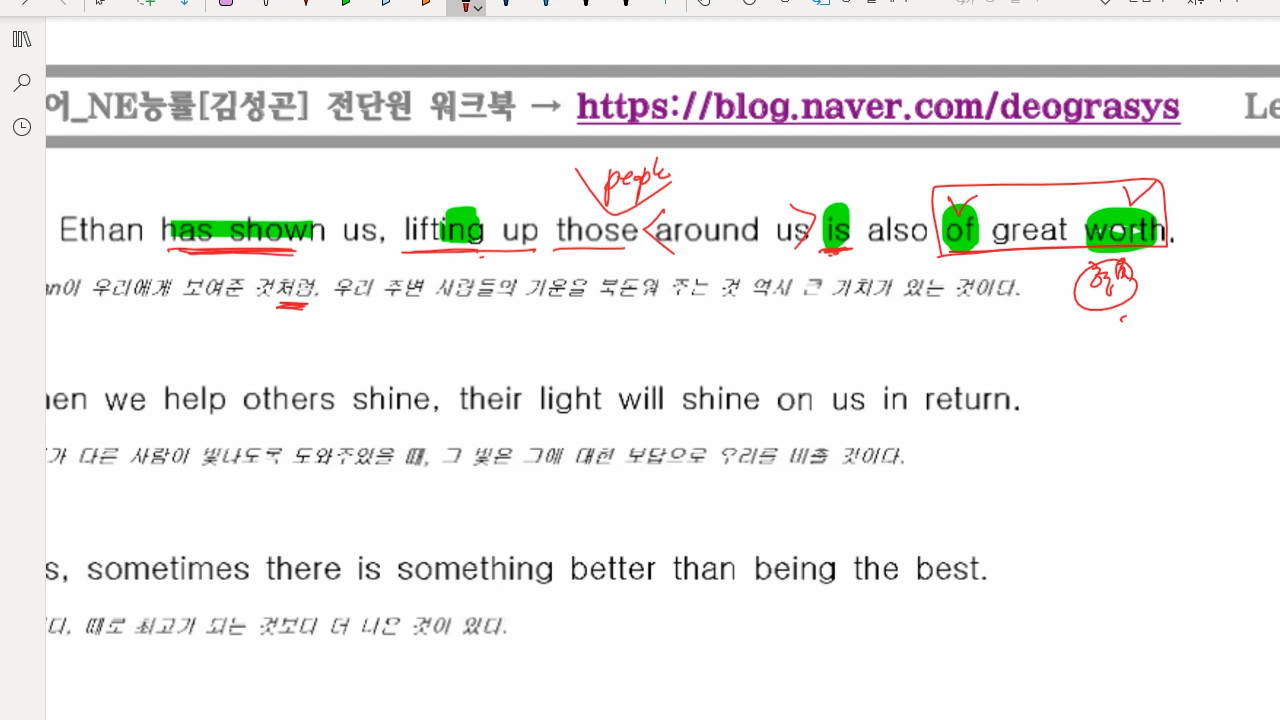 어_NE능률[김성곤] 전단원 워크북 → https://blog.naver.com/deograsys Le
people
Ethan has shown us, lifting up those around us is also of great worth.
n이 우리에게 보여준 것처럼, 우리 주변 사람들의 기운을 북돋워 주는 것 역시 큰 가치가 있는 것이다.
en we help others shine, their light will shine on us in return.
가 다른 사람이 빛나도록 도와주었을 때, 그 빛은 그에 대한 보답으로 우리를 비출 것이다.
s, sometimes there is something better than being the best.
다, 때로 최고가 되는 것보다 더 나은 것이 있다.